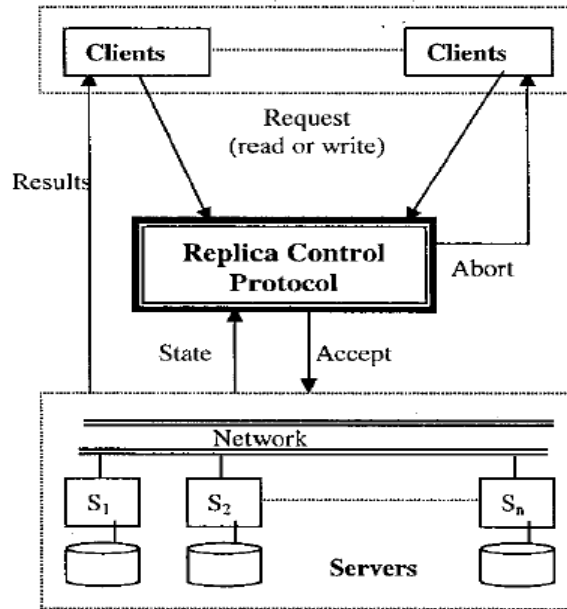 Clients
Clients
Request
(read or write)
Results
Replica Control
Protocol
Abort
State
Accept
Network
S1
S2
Sn
Servers